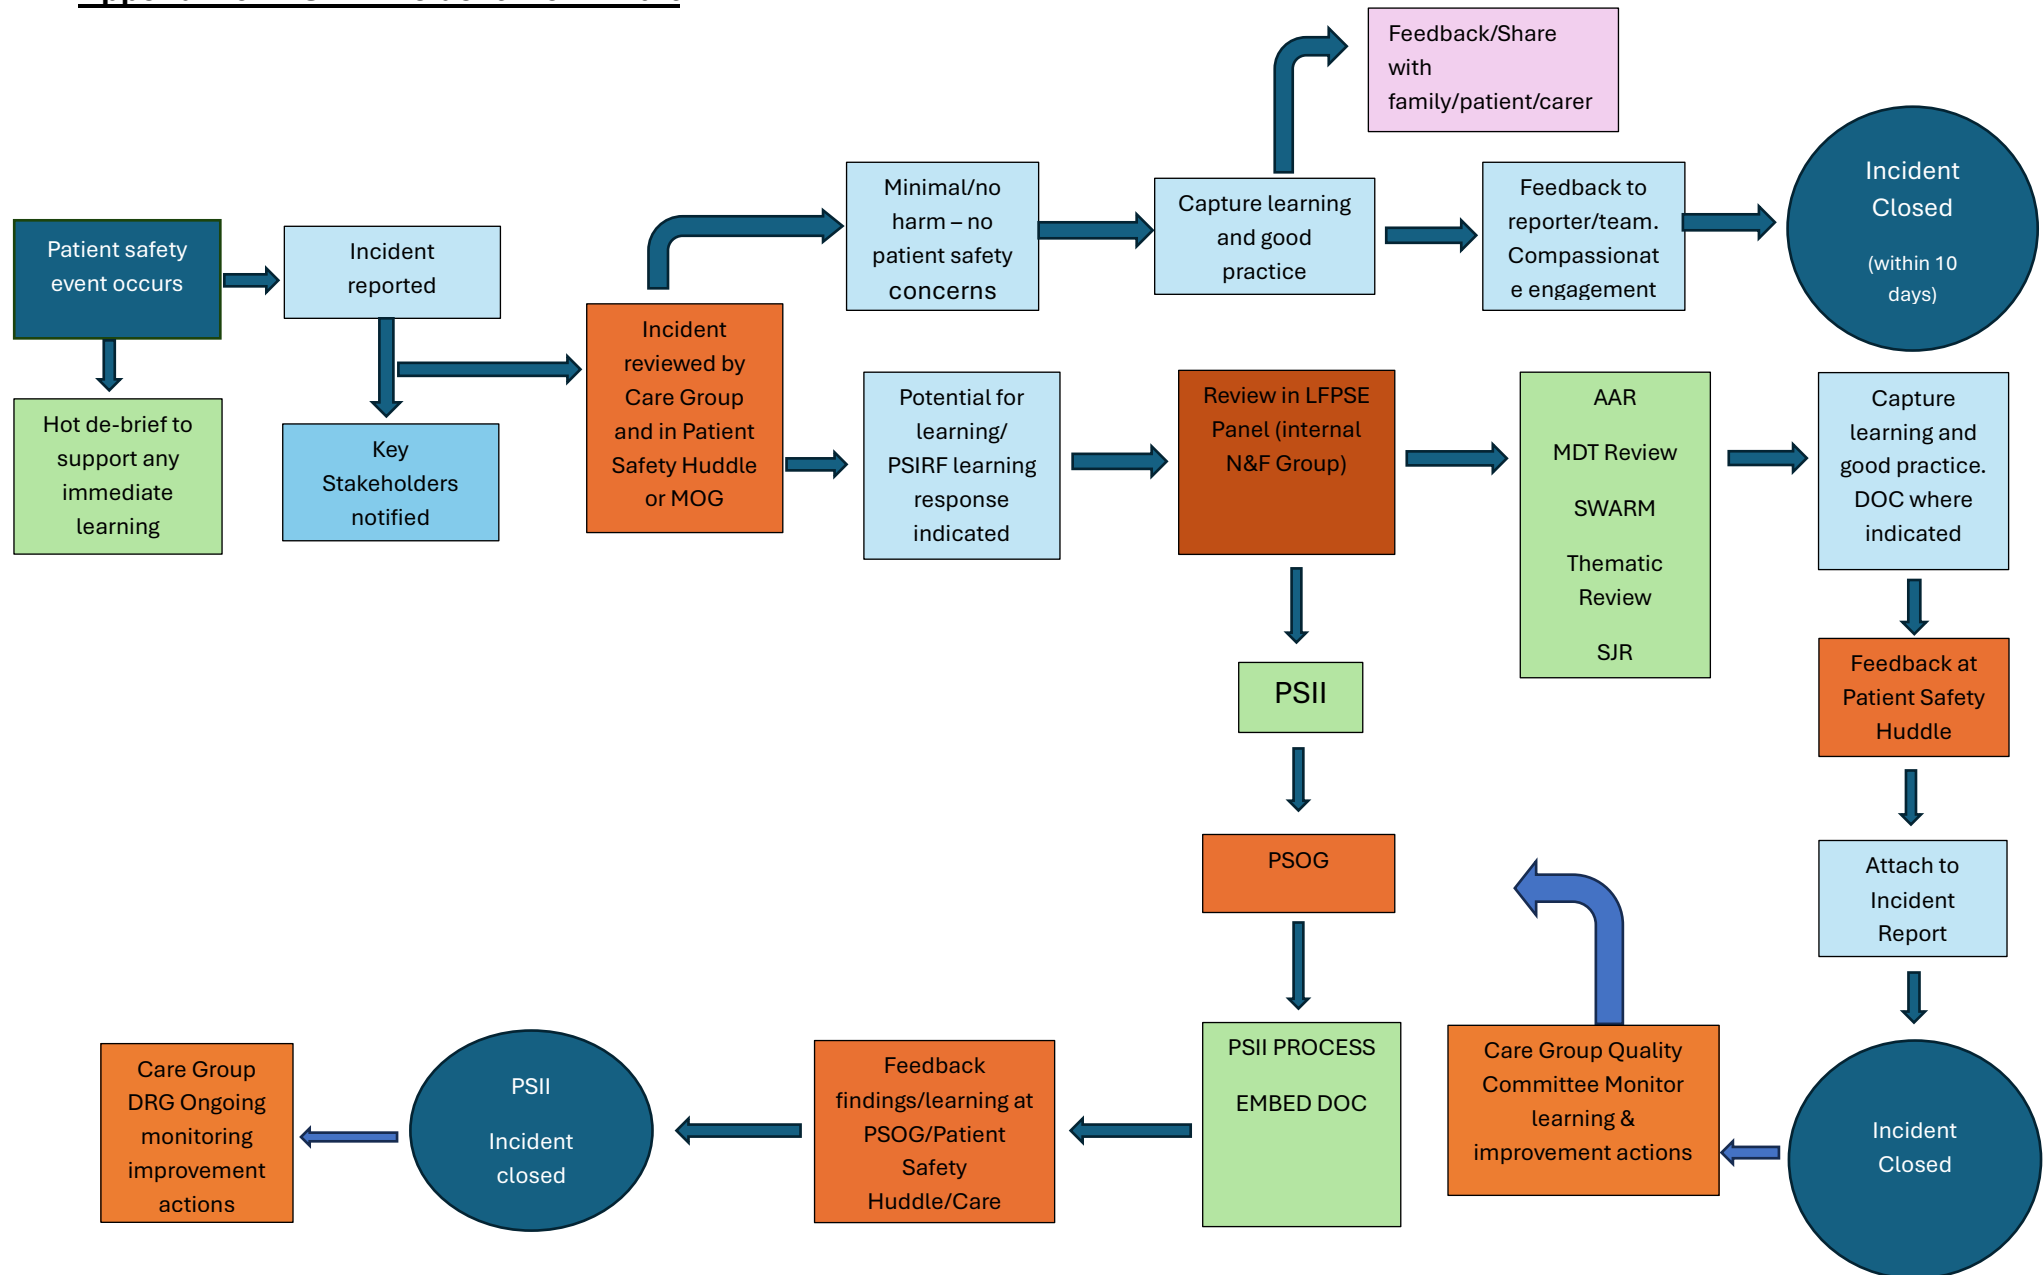 Feedback/Share
with
family/patient/carer
Patient safety
event occurs
Incident
reported
Minimal/no
harm – no
patient safety
concerns
Capture learning
and good
practice
Feedback to
reporter/team.
Compassionat
e engagement
Incident
Closed
(within 10
days)
Hot de-brief to
support any
immediate
learning
Key
Stakeholders
notified
Incident
reviewed by
Care Group
and in Patient
Safety Huddle
or MOG
Potential for
learning/
PSIRF learning
response
indicated
Review in LFPSE
Panel (internal
N&F Group)
AAR
MDT Review
SWARM
Thematic
Review
SJR
Capture
learning and
good practice.
DOC where
indicated
PSII
Feedback at
Patient Safety
Huddle
PSOG
Attach to
Incident
Report
Care Group
DRG Ongoing
monitoring
improvement
actions
PSII
Incident
closed
Feedback
findings/learning at
PSOG/Patient
Safety
Huddle/Care
PSII PROCESS
EMBED DOC
Care Group Quality
Committee Monitor
learning &
improvement actions
Incident
Closed